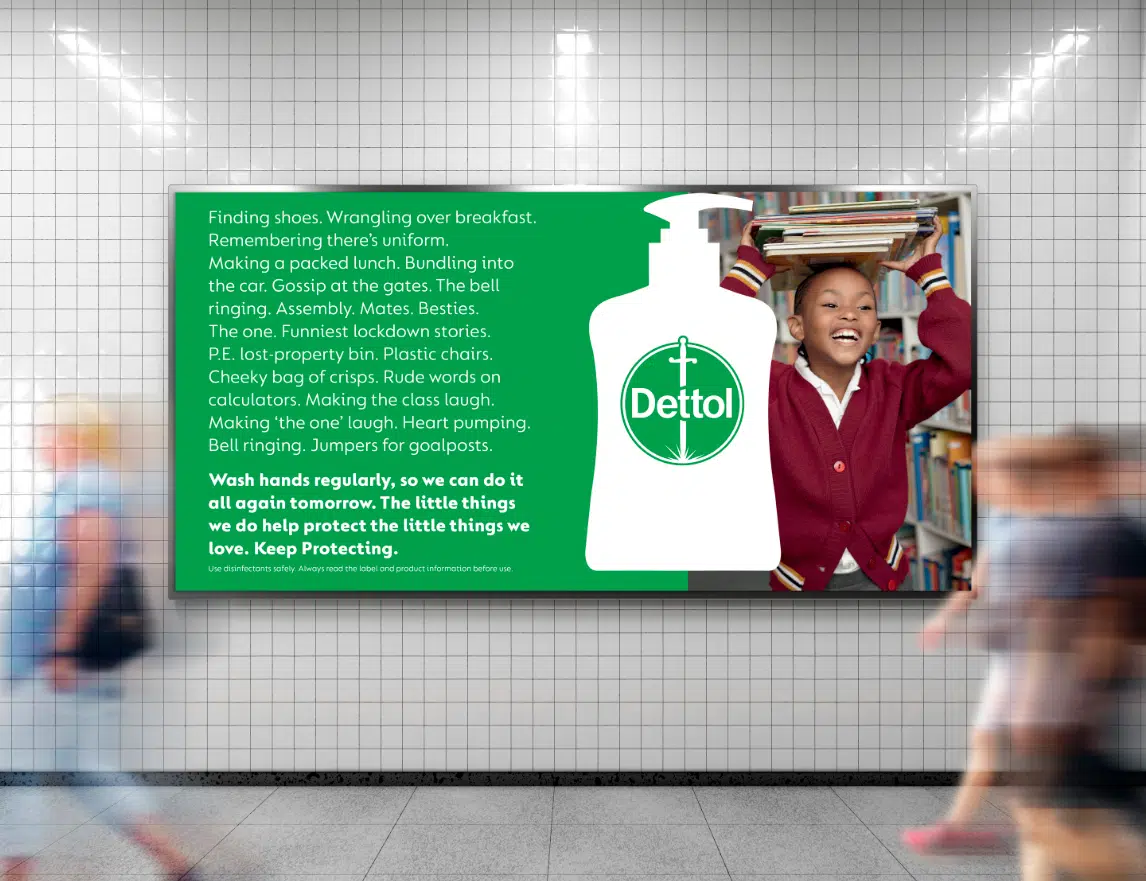 Finding shoes. Wrangling over breakfast.
Remembering there's uniform.
Making a packed lunch. Bundling into
the car. Gossip at the gates. The bell
ringing. Assembly. Mates. Besties.
The one. Funniest lockdown stories.
P.E. lost-property bin. Plastic chairs.
Cheeky bag of crisps. Rude words on
calculators. Making the class laugh.
Making ‘the one’ laugh. Heart pumping.
Bell ringing. Jumpers for goalposts.
Wash hands regularly, so we can do it
all again tomorrow. The little things
we do help protect the little things we
love. Keep Protecting.
Use disinfectants safely. Always read the label and product information before use.
Dettol